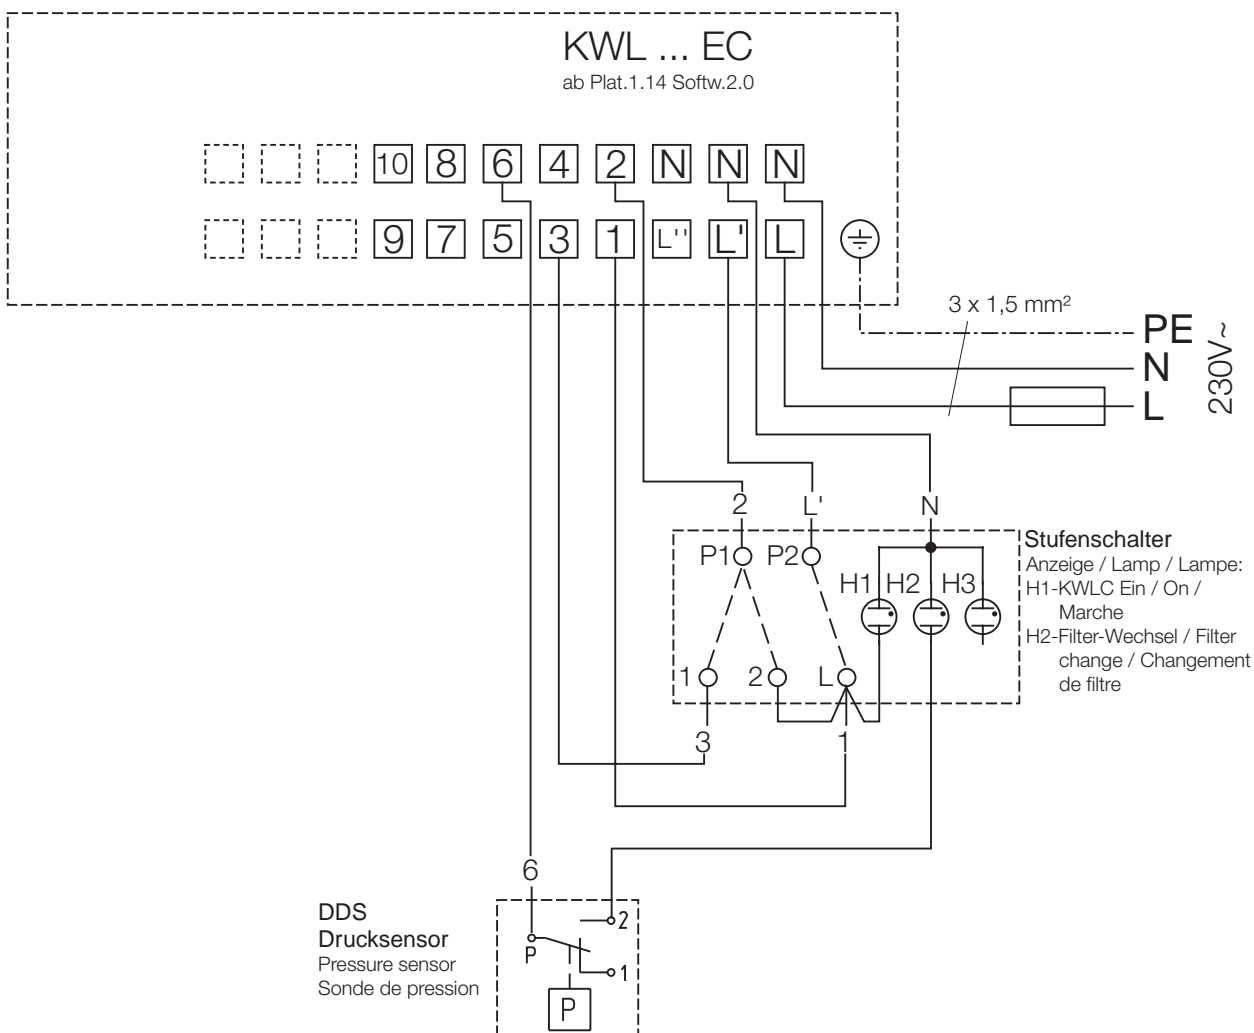 KWL ... EC
ab Plat.1.14 Softw.2.0
10 8 6 4 2 N N N
9 7 5 3 1 L'' L' L
3 x 1,5 mm²
PE
N
L
230V~
2 L' N
P1 P2
H1 H2 H3
1 2 L
3 1
Stufenschalter
Anzeige / Lamp / Lampe:
H1-KWLC Ein / On /
Marche
H2-Filter-Wechsel / Filter
change / Changement
de filtre
6
DDS
Drucksensor
Pressure sensor
Sonde de pression
2
P
1
P